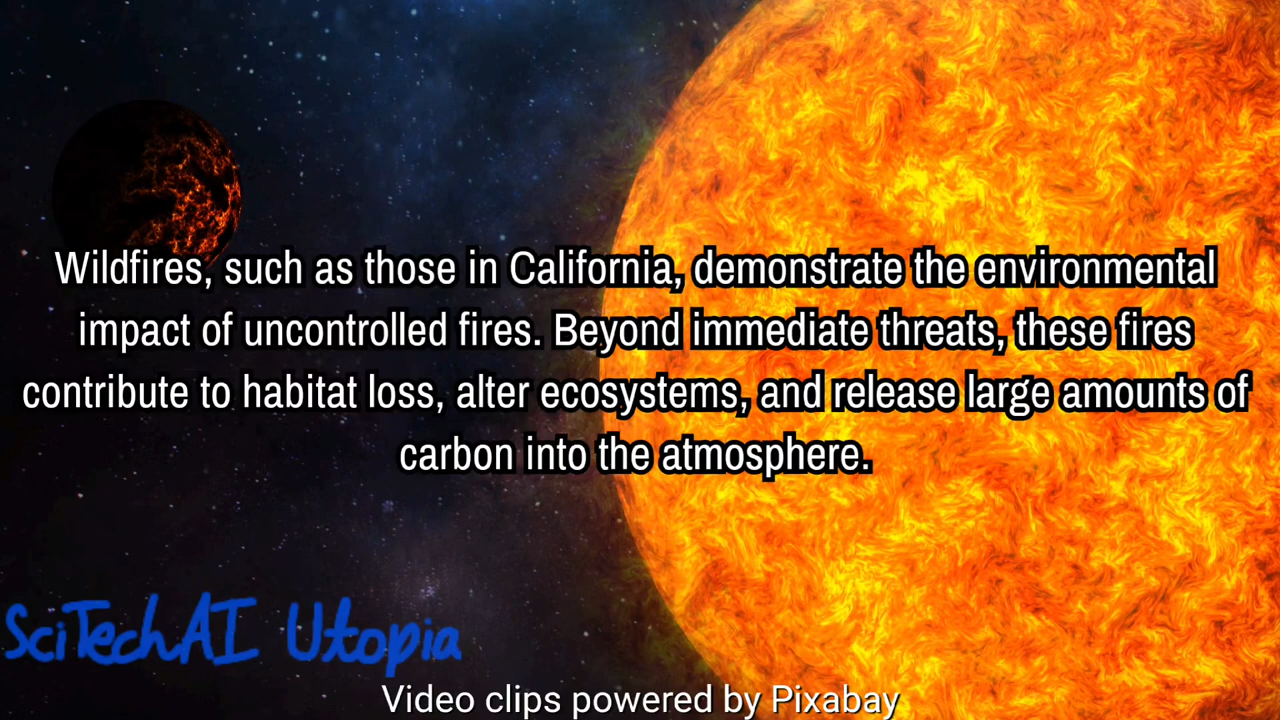 Wildfires, such as those in California, demonstrate the environmental
impact of uncontrolled fires. Beyond immediate threats, these fires
contribute to habitat loss, alter ecosystems, and release large amounts of
carbon into the atmosphere.
SciTechAI Utopia
Video clips powered by Pixabay